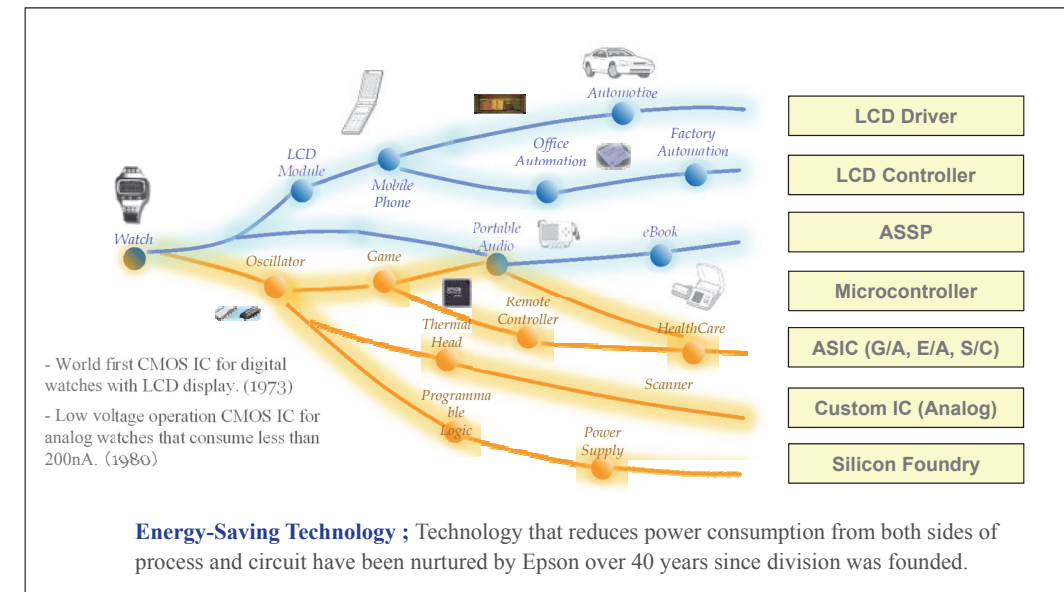 Automotive
LCD
Module
Office
Automation
Factory
Automation
Mobile
Phone
Watch
Portable
Audio
eBook
Oscillator
Game
EPSON
Remote
Controller
Thermal
Head
HealthCare
Scanner
Programma
ble
Logic
Power
Supply
- World first CMOS IC for digital
watches with LCD display. (1973)
- Low voltage operation CMOS IC for
analog watches that consume less than
200nA. (1980)
LCD Driver
LCD Controller
ASSP
Microcontroller
ASIC (G/A, E/A, S/C)
Custom IC (Analog)
Silicon Foundry
Energy-Saving Technology ; Technology that reduces power consumption from both sides of
process and circuit have been nurtured by Epson over 40 years since division was founded.